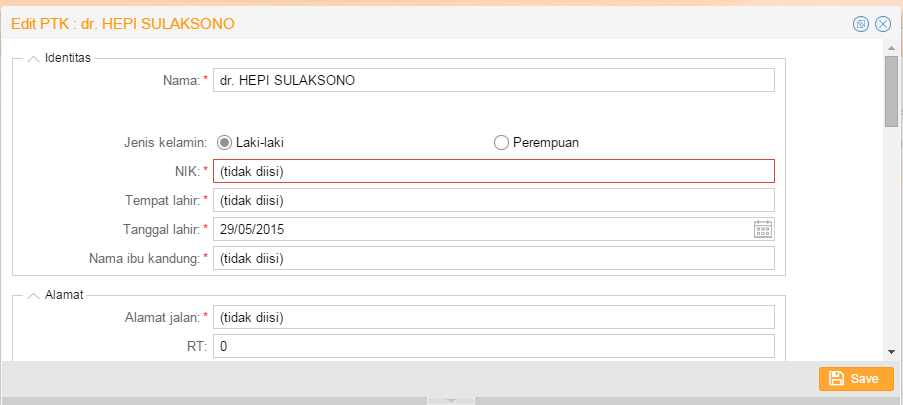 Edit PTK : dr. HEPI SULAKSONO
Identitas
Nama: * dr. HEPI SULAKSONO
Jenis kelamin: Laki-laki Perempuan
NIK: * (tidak diisi)
Tempat lahir: * (tidak diisi)
Tanggal lahir: * 29/05/2015
Nama ibu kandung: * (tidak diisi)
Alamat
Alamat jalan: * (tidak diisi)
RT: 0
Save